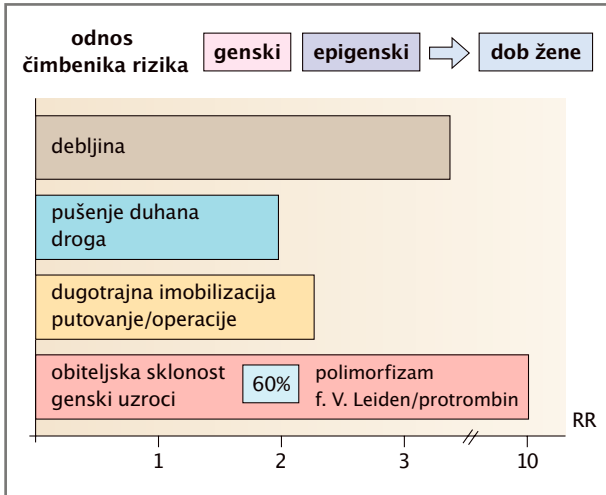 odnos
čimbenika rizika
genski
epigenski
dob žene
debljina
pušenje duhana
droga
dugotrajna imobilizacija
putovanje/operacije
obiteljska sklonost
genski uzroci
60%
polimorfizam
f. V. Leiden/protrombin
RR
1
2
3
//
10